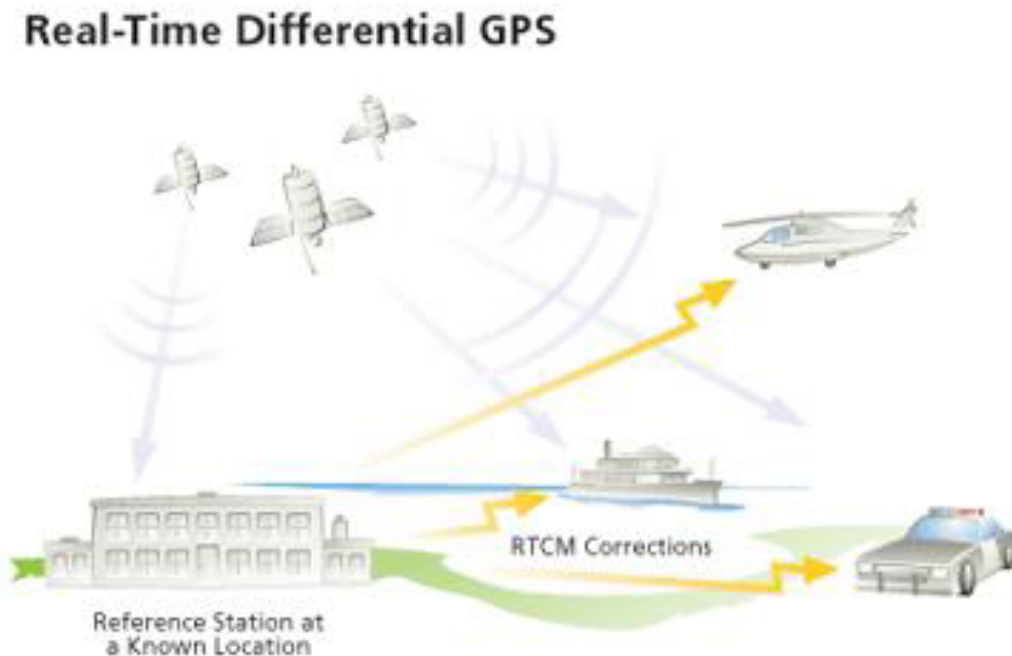 Real-Time Differential GPS
RTCM Corrections
Reference Station at
a Known Location